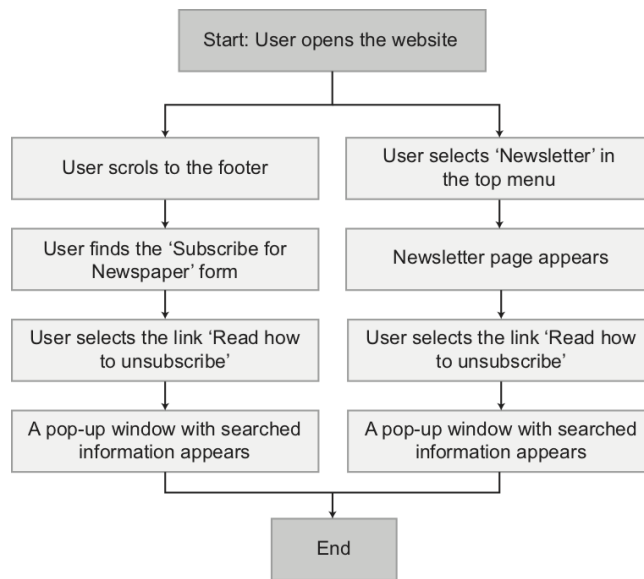 Start: User opens the website
User scrols to the footer
User selects ‘Newsletter’ in
the top menu
User finds the ‘Subscribe for
Newspaper’ form
Newsletter page appears
User selects the link ‘Read how
to unsubscribe’
User selects the link ‘Read how
to unsubscribe’
A pop-up window with searched
information appears
A pop-up window with searched
information appears
End